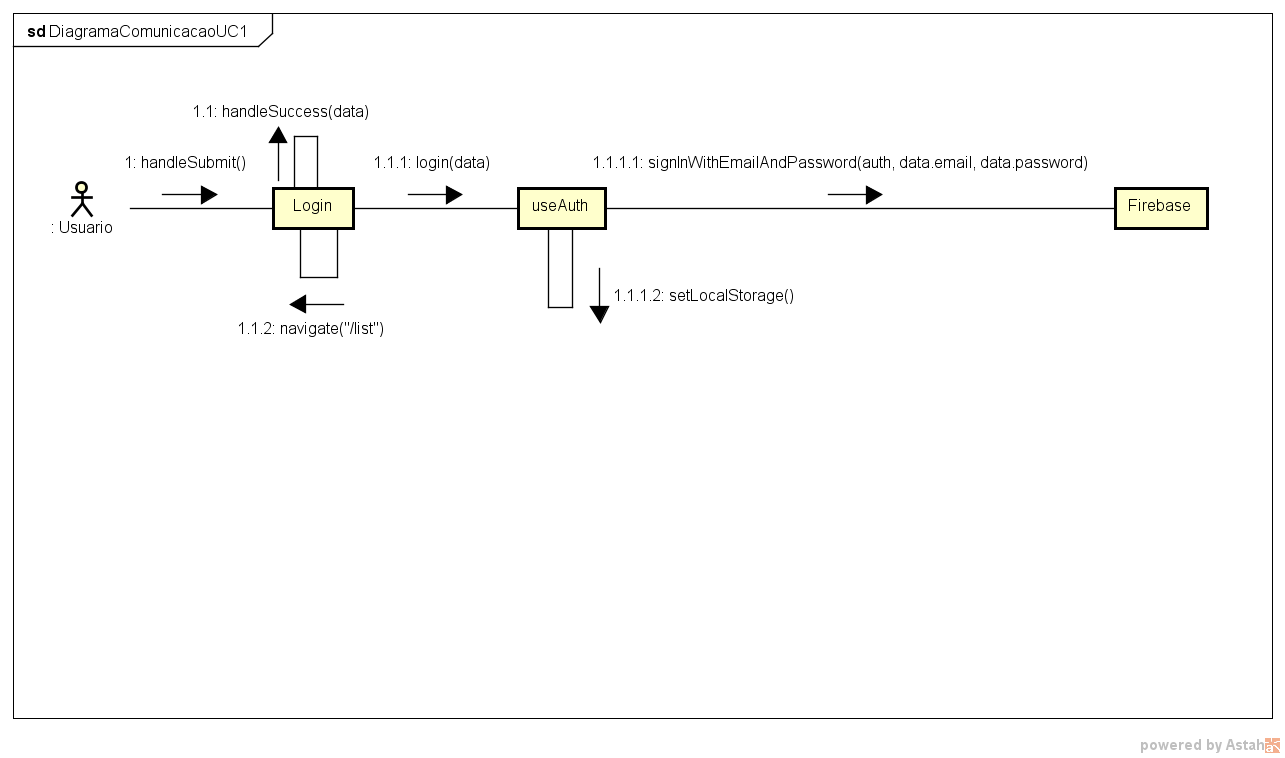 sd DiagramaComunicacaoUC1
1.1: handleSuccess(data)
1: handleSubmit()
1.1.1: login(data)
1.1.1.1: signInWithEmailAndPassword(auth, data.email, data.password)
Login
useAuth
Firebase
: Usuario
1.1.1.2: setLocalStorage()
1.1.2: navigate("/list")
powered by Astah